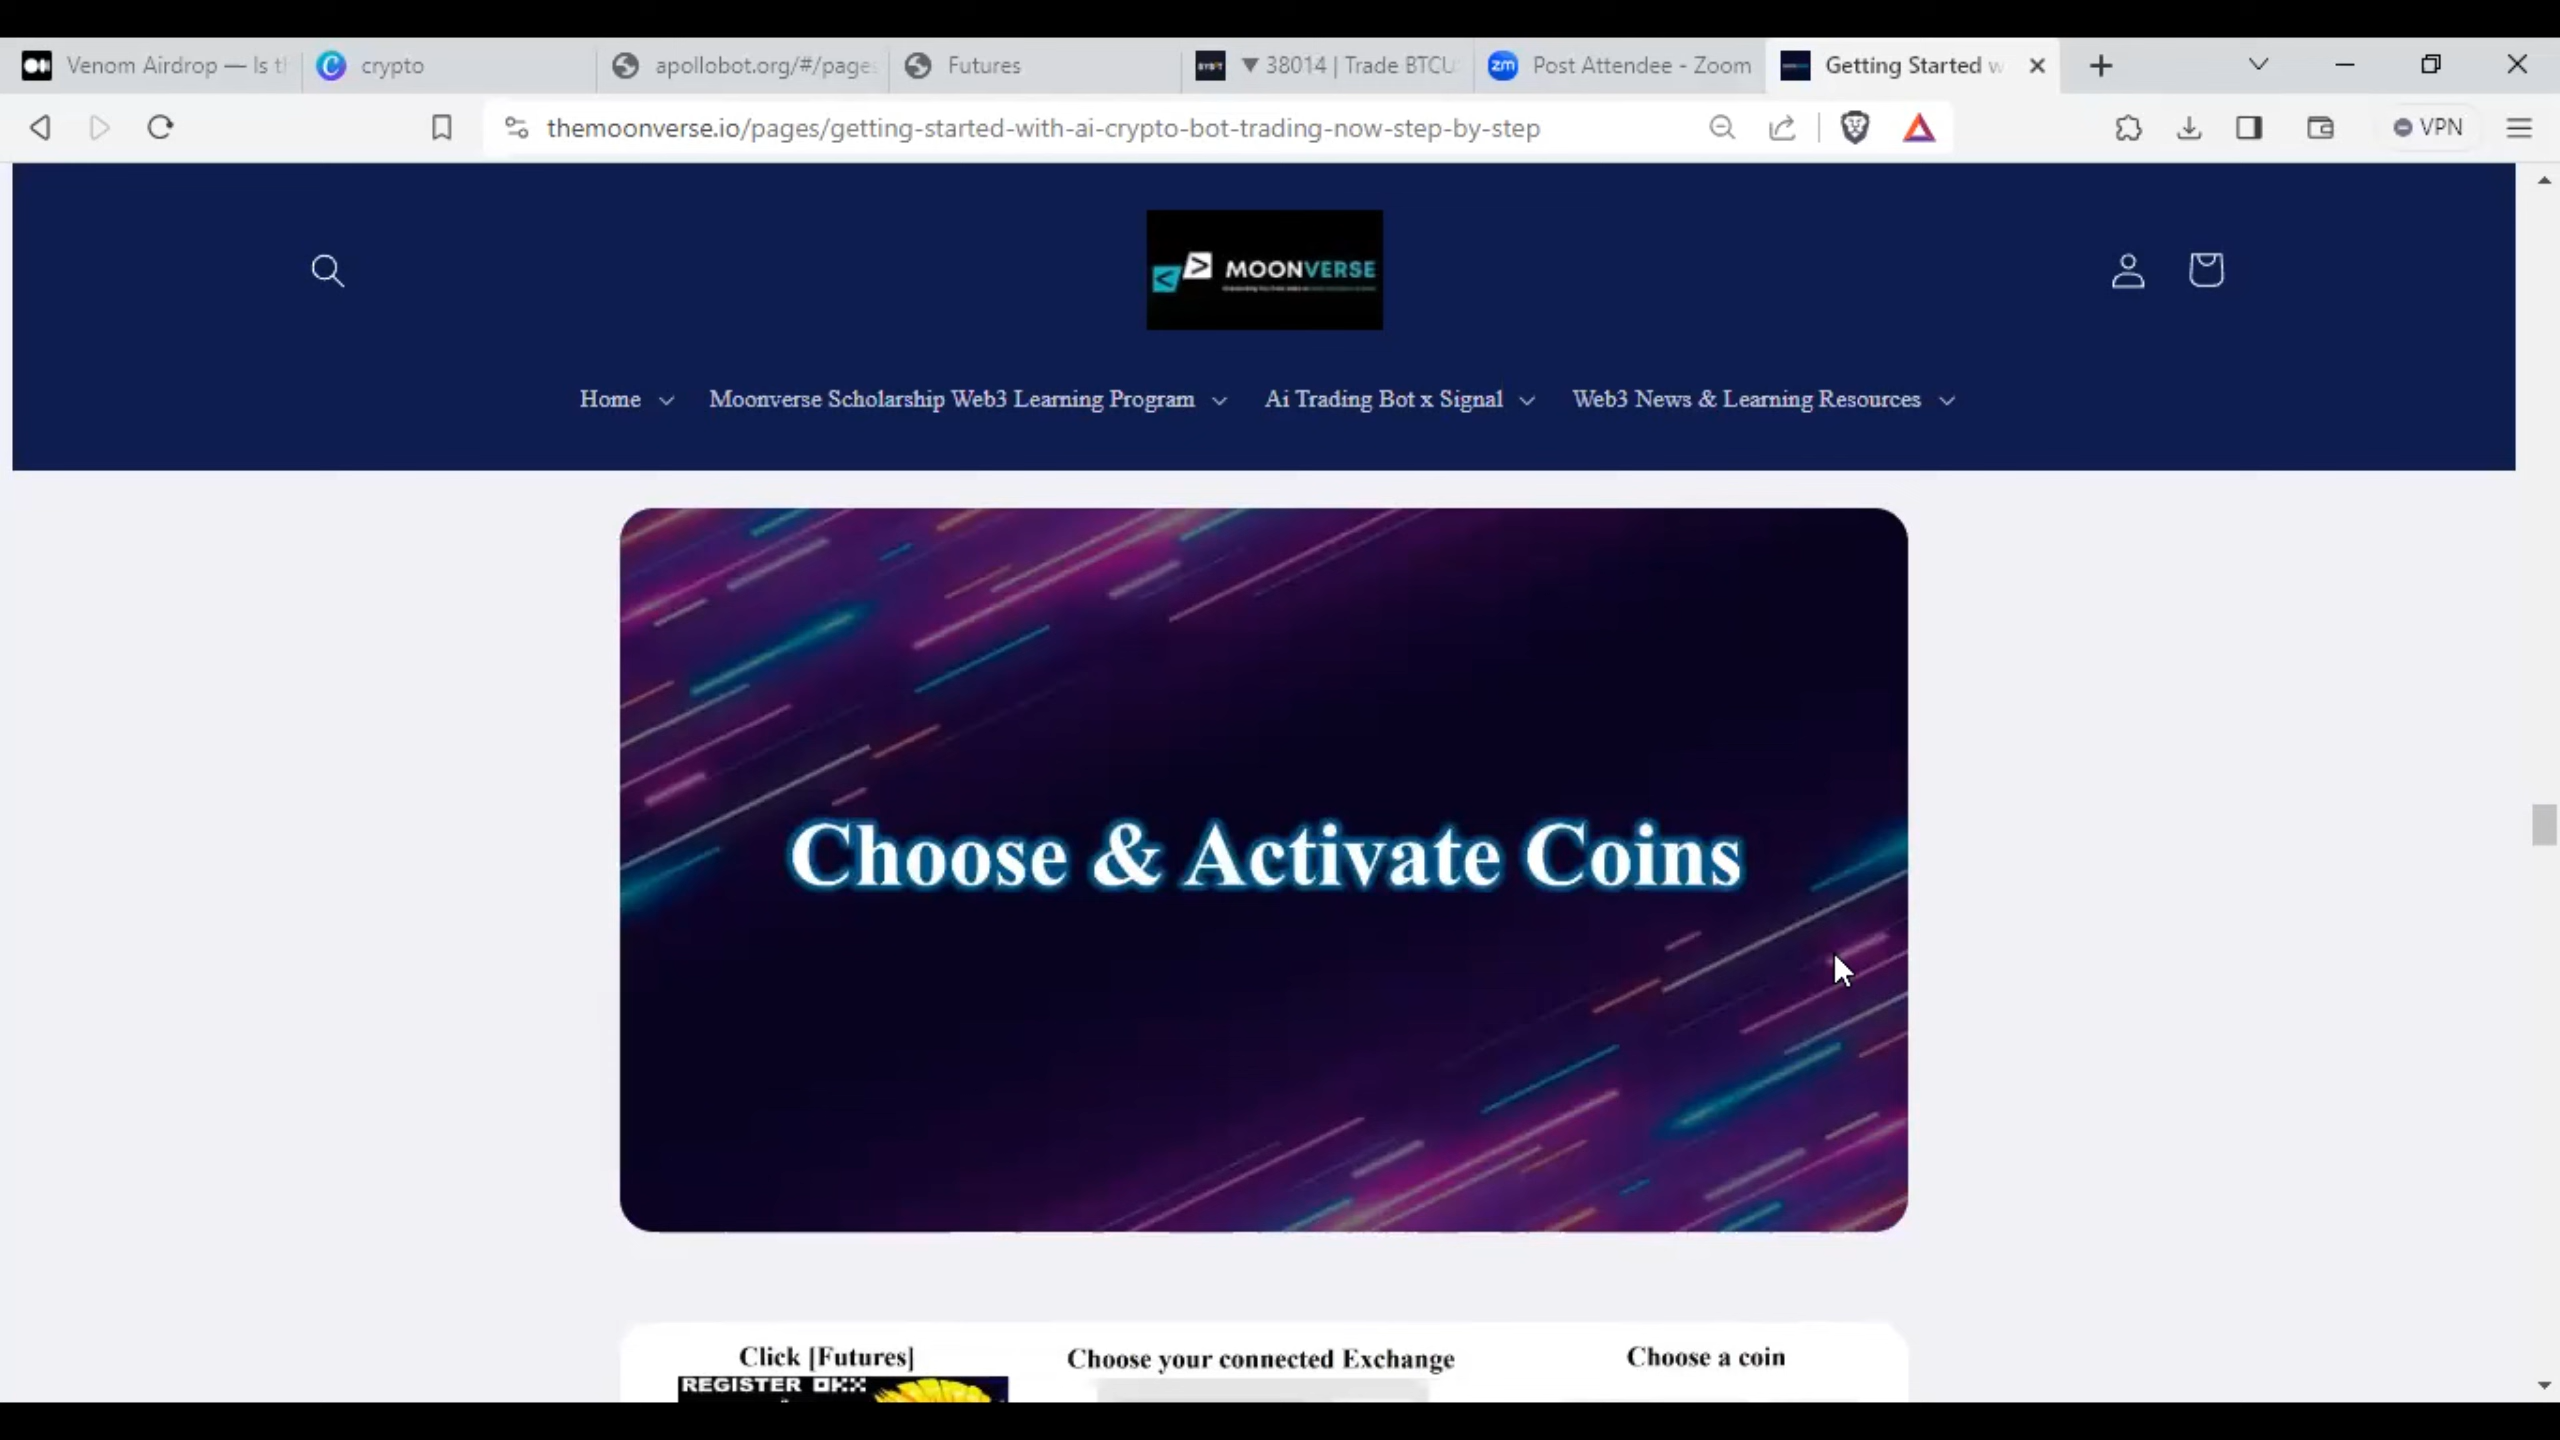 Venom Airdrop — Is th
crypto
apollobot.org/#/page
Futures
▼ 38014 | Trade BTCU
zm
Post Attendee - Zoom
Getting Started w
themoonverse.io/pages/getting-started-with-ai-crypto-bot-trading-now-step-by-step
VPN
MOONVERSE
Home
Moonverse Scholarship Web3 Learning Program
Ai Trading Bot x Signal
Web3 News & Learning Resources
Choose & Activate Coins
Click [Futures]
Choose your connected Exchange
Choose a coin
REGISTER OKX